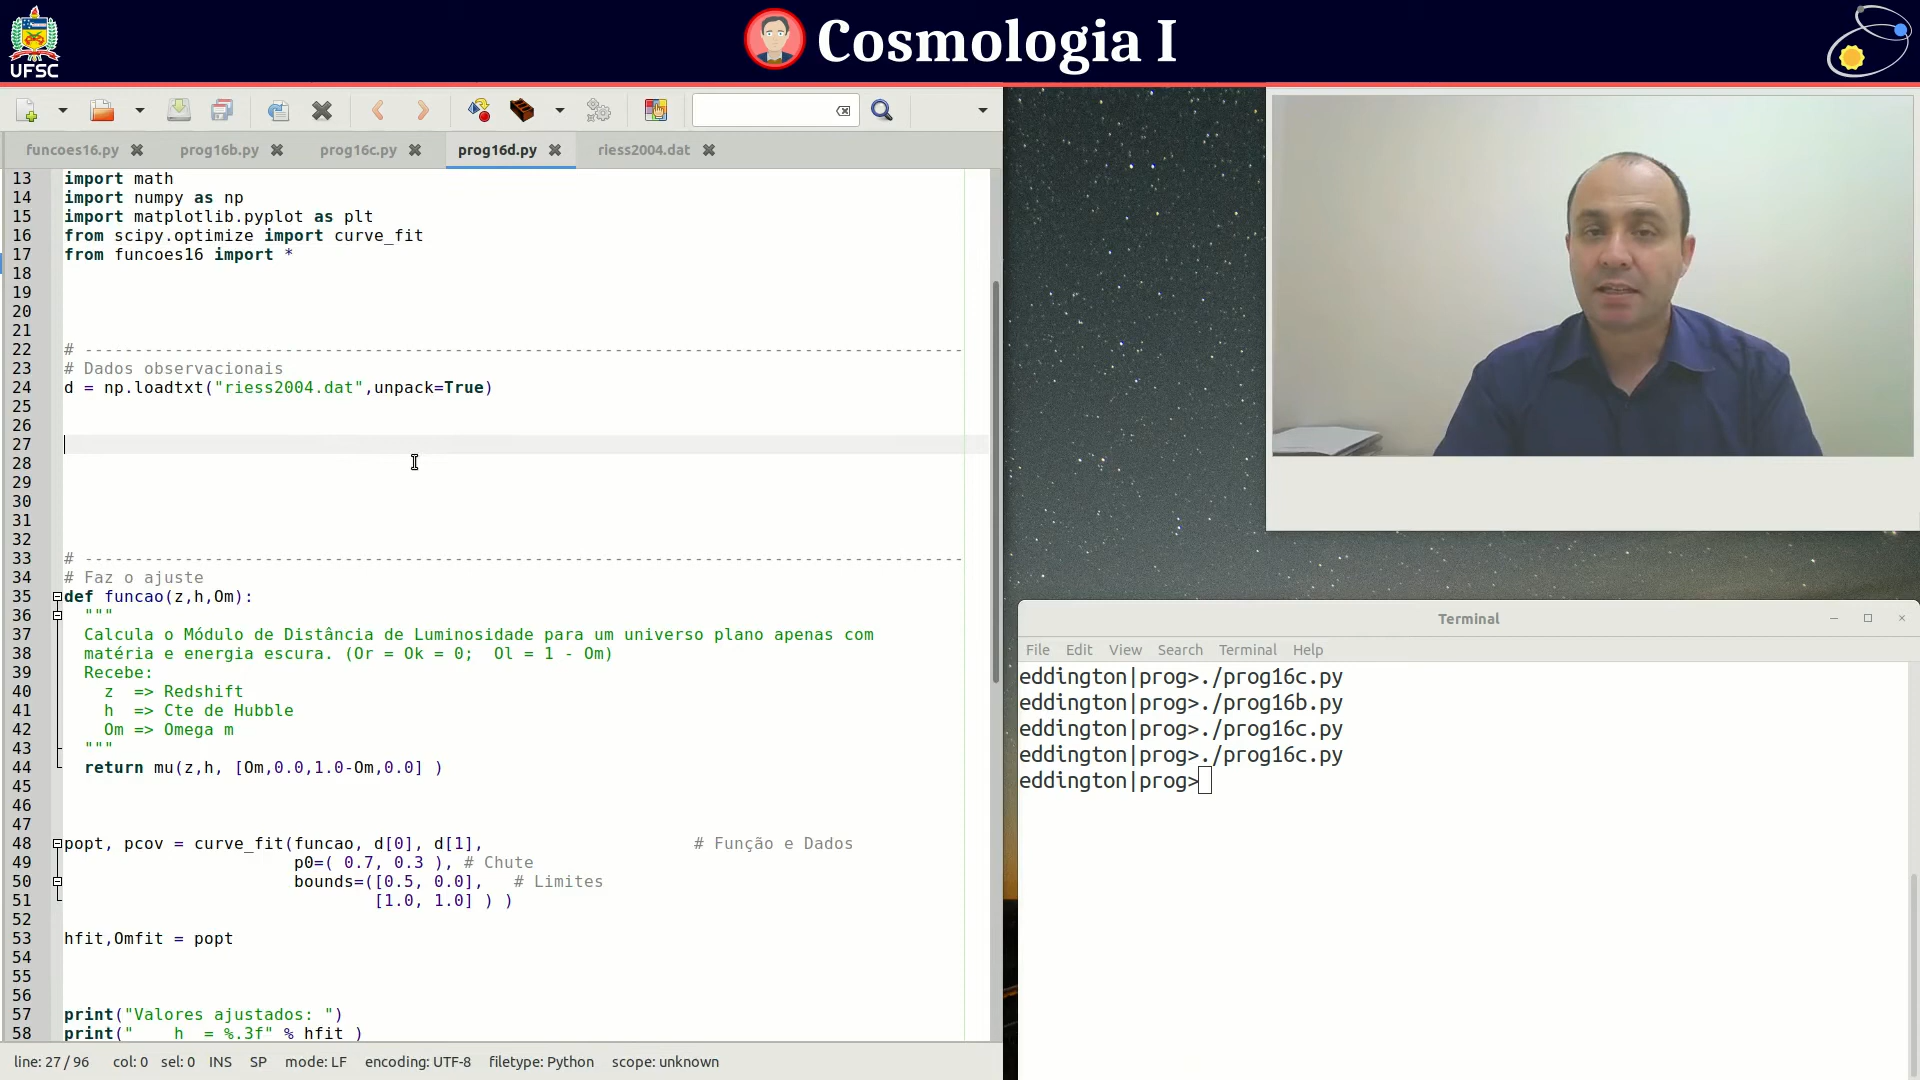 UFSC
Cosmologia I
funcoes16.py prog16b.py prog16c.py prog16d.py riess2004.dat
13 import math
14 import numpy as np
15 import matplotlib.pyplot as plt
16 from scipy.optimize import curve_fit
17 from funcoes16 import *
18
19
20
21
22 # ----------------------------------------------------------------------------------------
23 # Dados observacionais
24 d = np.loadtxt("riess2004.dat",unpack=True)
25
26
27
28
29
30
31
32
33 # ----------------------------------------------------------------------------------------
34 # Faz o ajuste
35 def funcao(z,h,Om):
36 """
37 Calcula o Módulo de Distância de Luminosidade para um universo plano apenas com
38 matéria e energia escura. (Or = Ok = 0;  Ol = 1 - Om)
39 Recebe:
40 z  => Redshift
41 h  => Cte de Hubble
42 Om => Omega m
43 """
44 return mu(z,h, [Om,0.0,1.0-Om,0.0] )
45
46
47
48 popt, pcov = curve_fit(funcao, d[0], d[1], # Função e Dados
49 p0=( 0.7, 0.3 ), # Chute
50 bounds=([0.5, 0.0], # Limites
51 [1.0, 1.0] ) )
52
53 hfit,Omfit = popt
54
55
56
57 print("Valores ajustados: ")
58 print("    h  = %.3f" % hfit )
line: 27 / 96 col: 0 sel: 0 INS SP mode: LF encoding: UTF-8 filetype: Python scope: unknown
Terminal
File Edit View Search Terminal Help
eddington|prog>./prog16c.py
eddington|prog>./prog16b.py
eddington|prog>./prog16c.py
eddington|prog>./prog16c.py
eddington|prog>